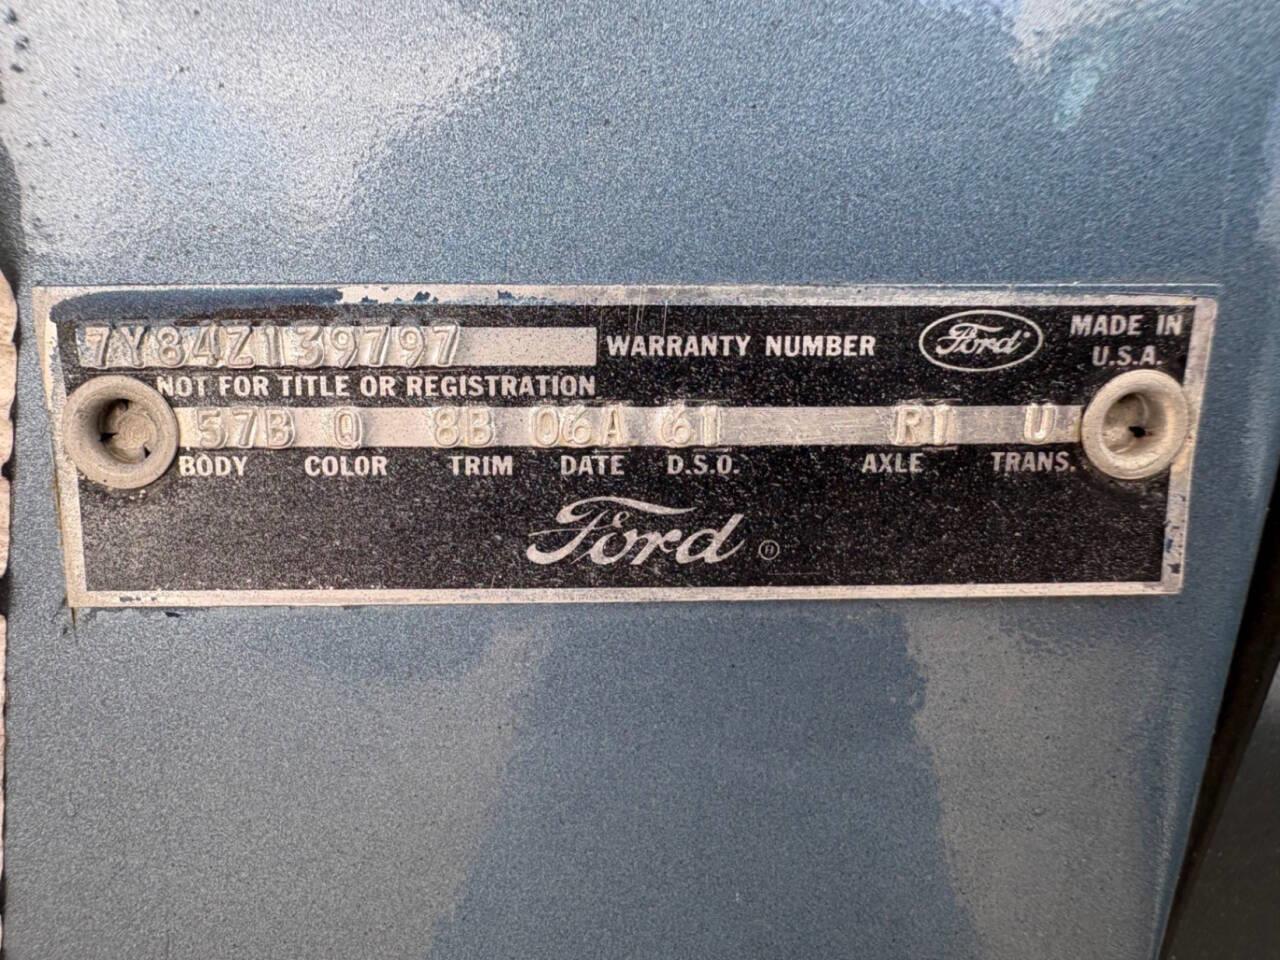 7Y84Z139797 WARRANTY NUMBER Ford MADE IN U.S.A.
NOT FOR TITLE OR REGISTRATION
57B Q 8B 06A 61 R1 U
BODY COLOR TRIM DATE D.S.O. AXLE TRANS.
Ford ®